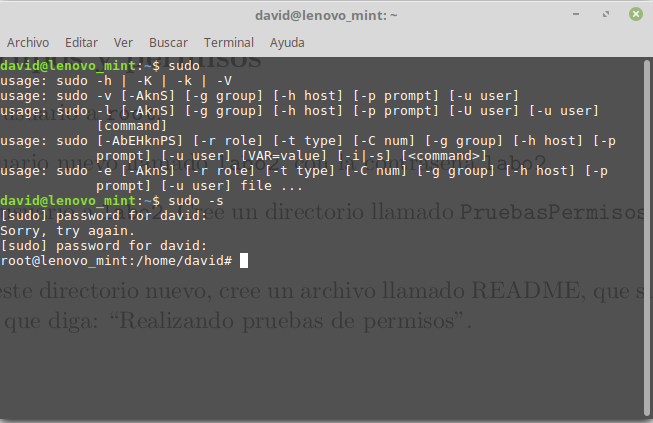 david@lenovo_mint: ~
Archivo Editar Ver Buscar Terminal Ayuda
david@lenovo_mint:~$ sudo
usage: sudo -h | -K | -k | -V
usage: sudo -v [-AknS] [-g group] [-h host] [-p prompt] [-u user]
usage: sudo -l [-AknS] [-g group] [-h host] [-p prompt] [-U user] [-u user]
[command]
usage: sudo [-AbEHknPS] [-r role] [-t type] [-C num] [-g group] [-h host] [-p
prompt] [-u user] [VAR=value] [-i|-s] [<command>]
usage: sudo -e [-AknS] [-r role] [-t type] [-C num] [-g group] [-h host] [-p
prompt] [-u user] file ...
david@lenovo_mint:~$ sudo -s
[sudo] password for david:
Sorry, try again.
[sudo] password for david:
root@lenovo_mint:/home/david#
y permisos
usuario a
un directorio llamado PruebasPermisos
este directorio nuevo, cree un archivo llamado README, que
que diga: “Realizando pruebas de permisos”.